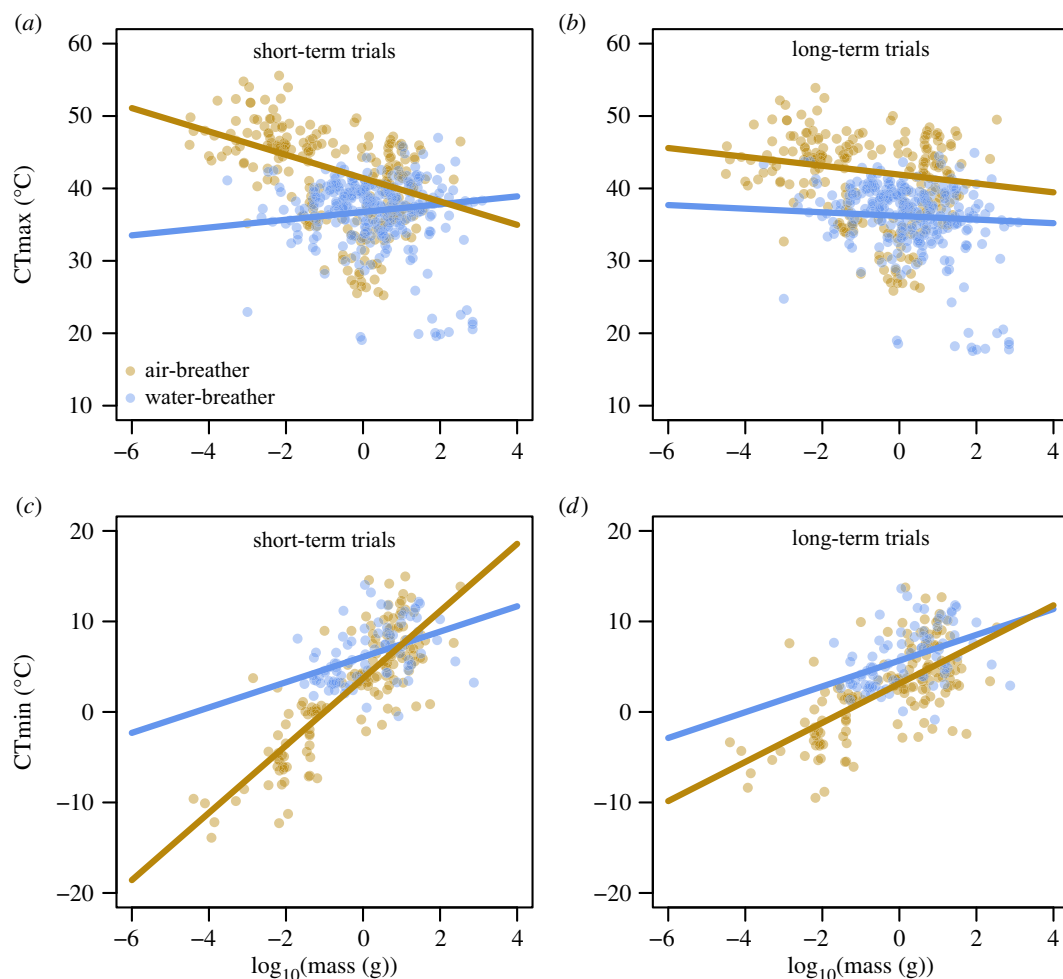 (a)
short-term trials
60
50
40
30
20
10
CTmax (°C)
air-breather
water-breather
−6 −4 −2 0 2 4
(b)
long-term trials
60
50
40
30
20
10
−6 −4 −2 0 2 4
(c)
short-term trials
20
10
0
−10
−20
CTmin (°C)
−6 −4 −2 0 2 4
log10(mass (g))
(d)
long-term trials
20
10
0
−10
−20
−6 −4 −2 0 2 4
log10(mass (g))